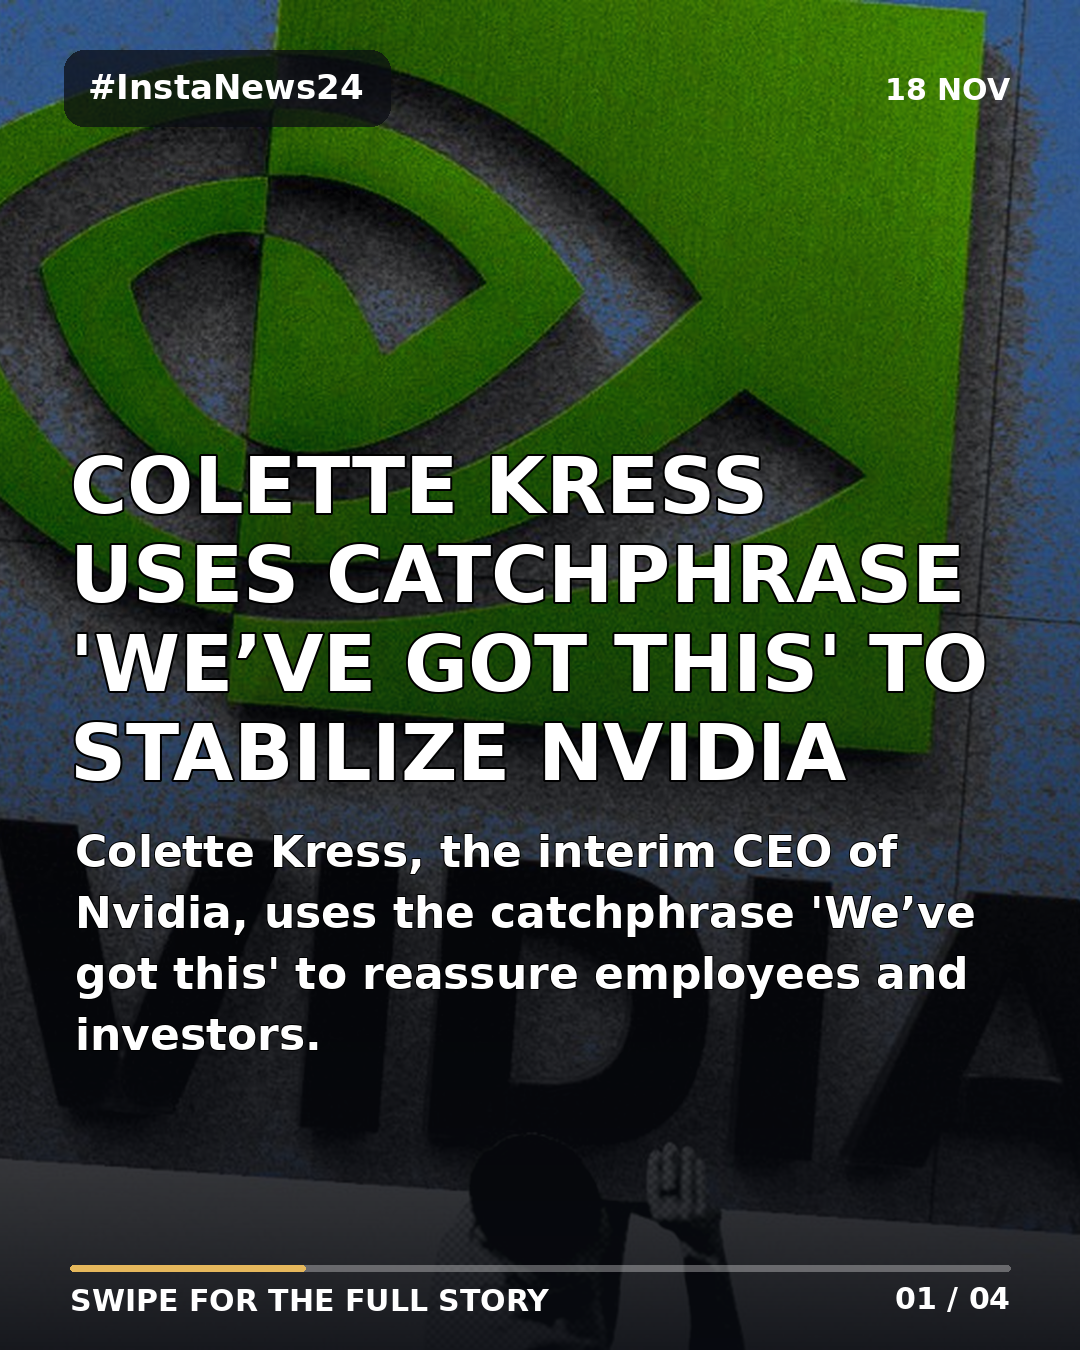 #InstaNews24
18 NOV
COLETTE KRESS
USES CATCHPHRASE
'WE’VE GOT THIS' TO
STABILIZE NVIDIA
Colette Kress, the interim CEO of
Nvidia, uses the catchphrase 'We’ve
got this' to reassure employees and
investors.
VIDIA
SWIPE FOR THE FULL STORY
01 / 04